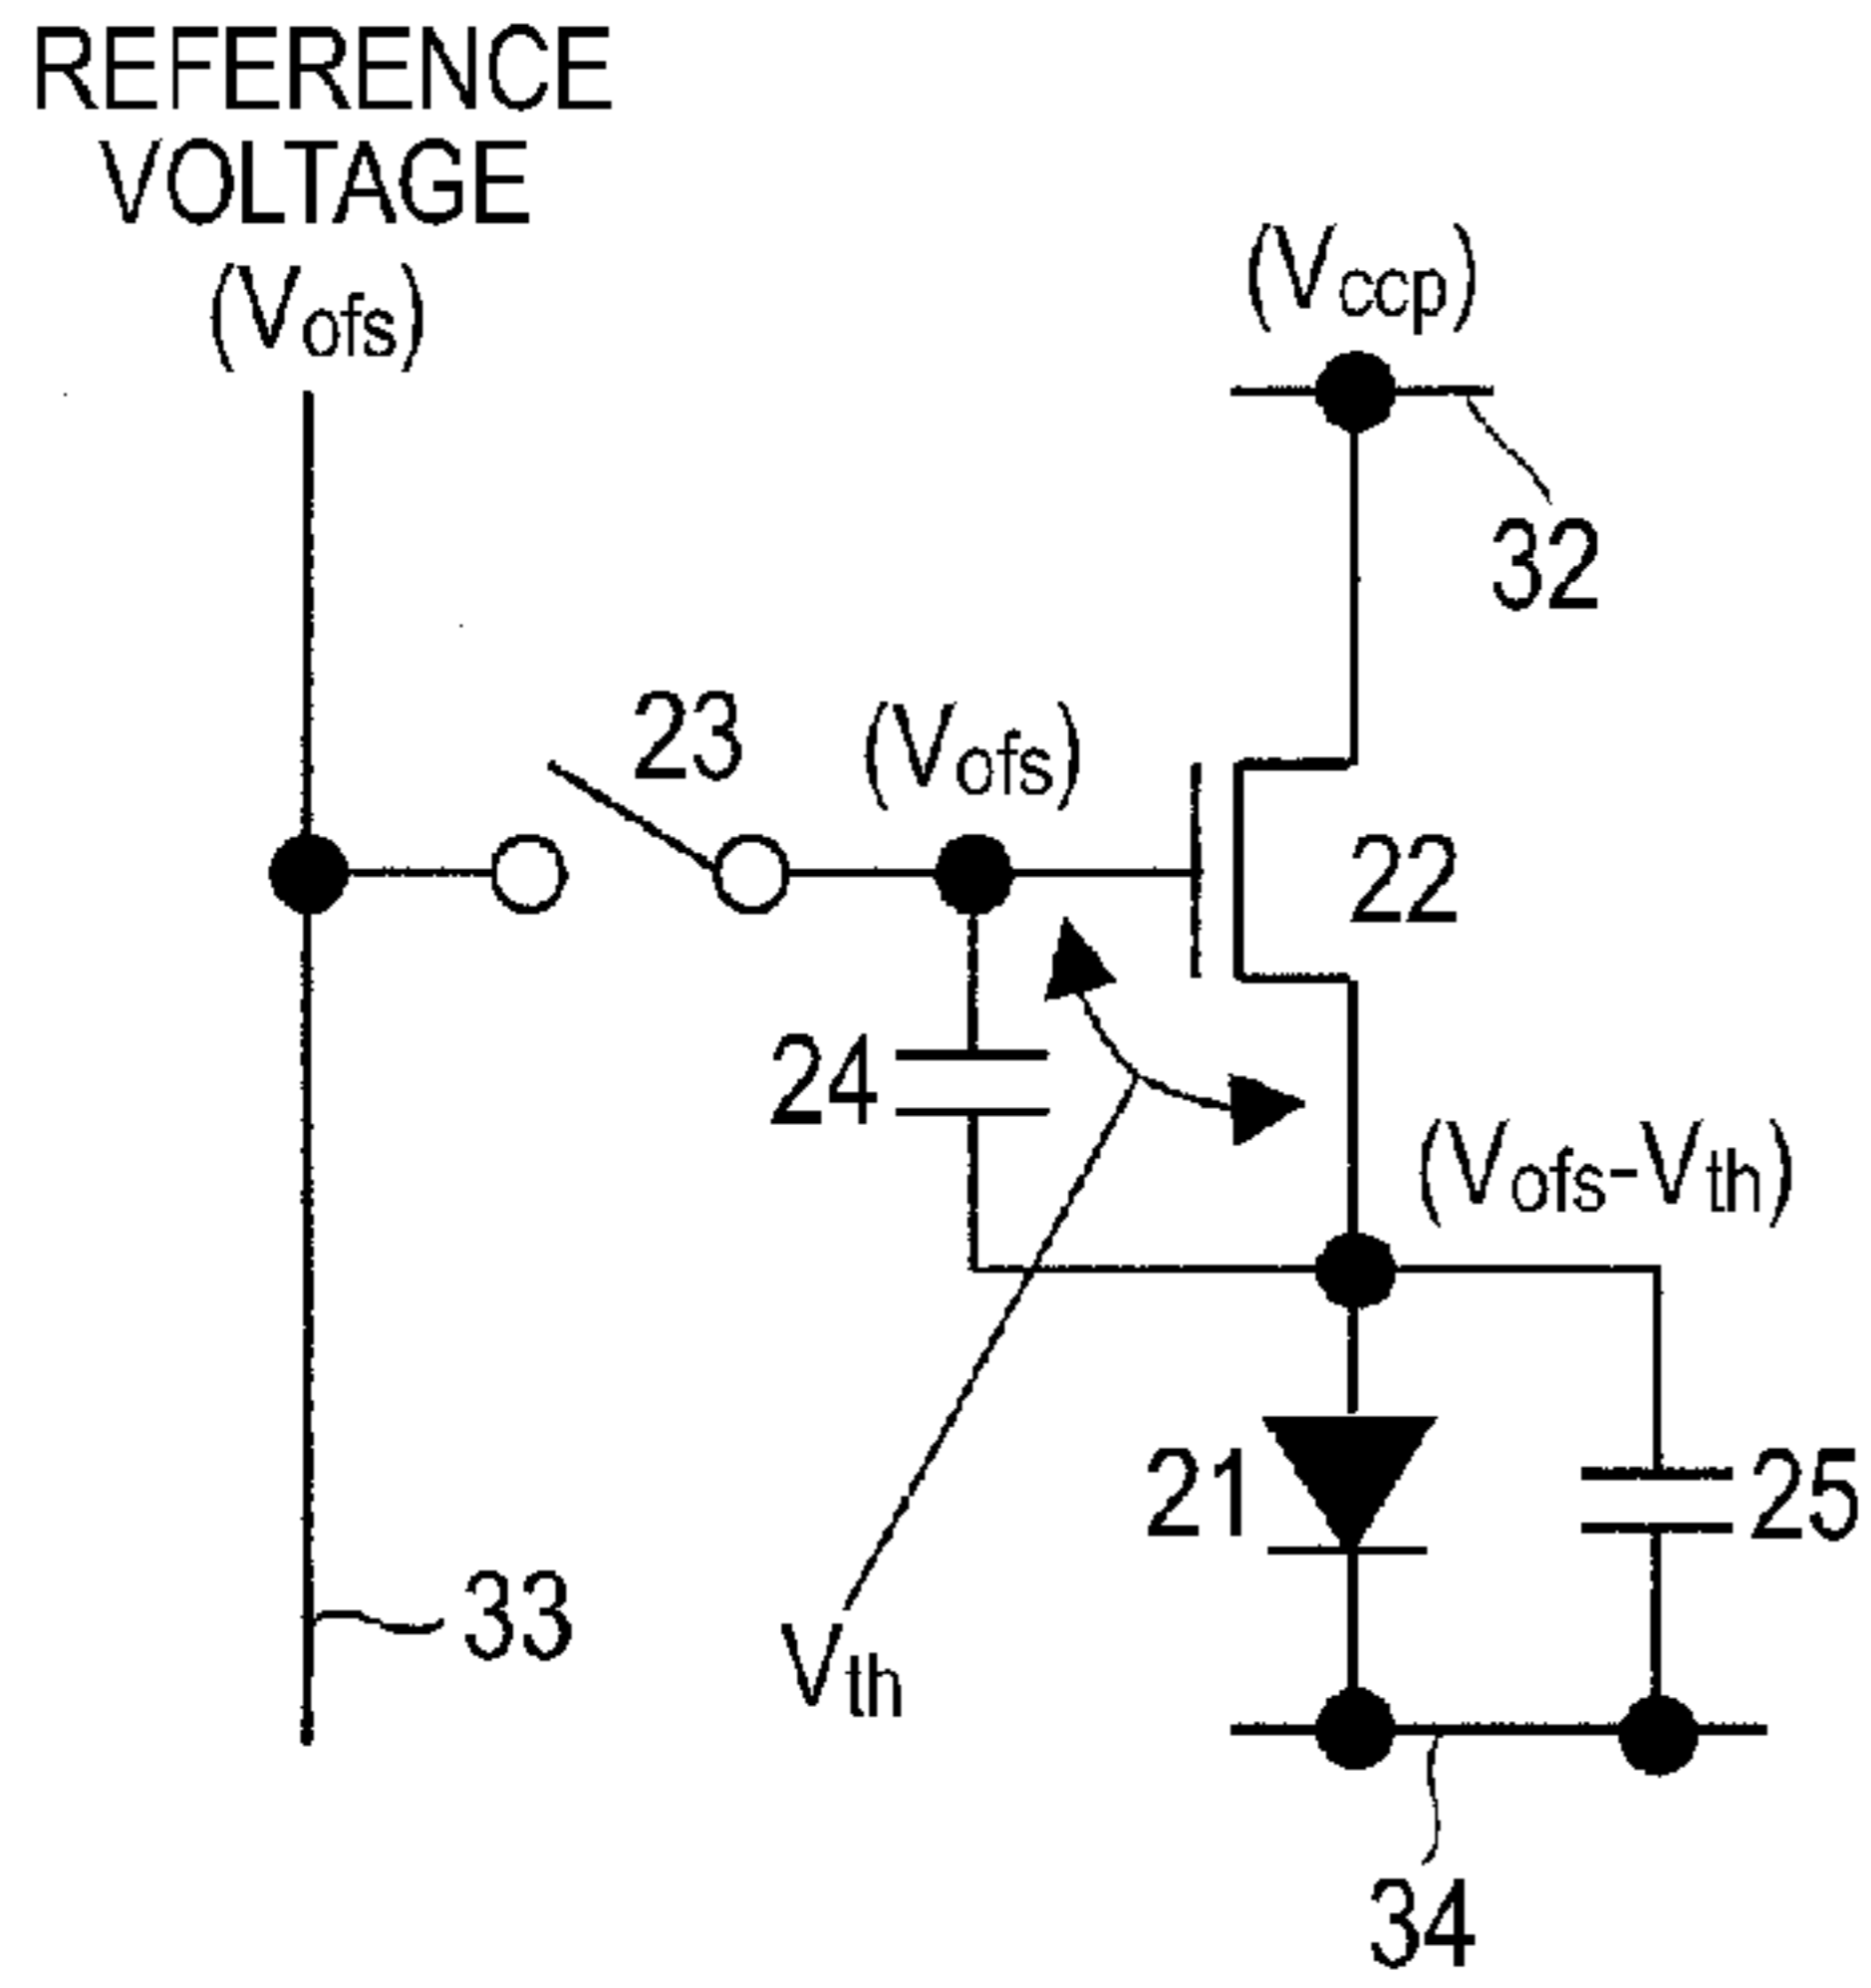 REFERENCE
VOLTAGE
(Vofs)
(Vccp)
32
23
(Vofs)
22
24
(Vofs-Vth)
21
25
33
Vth
34